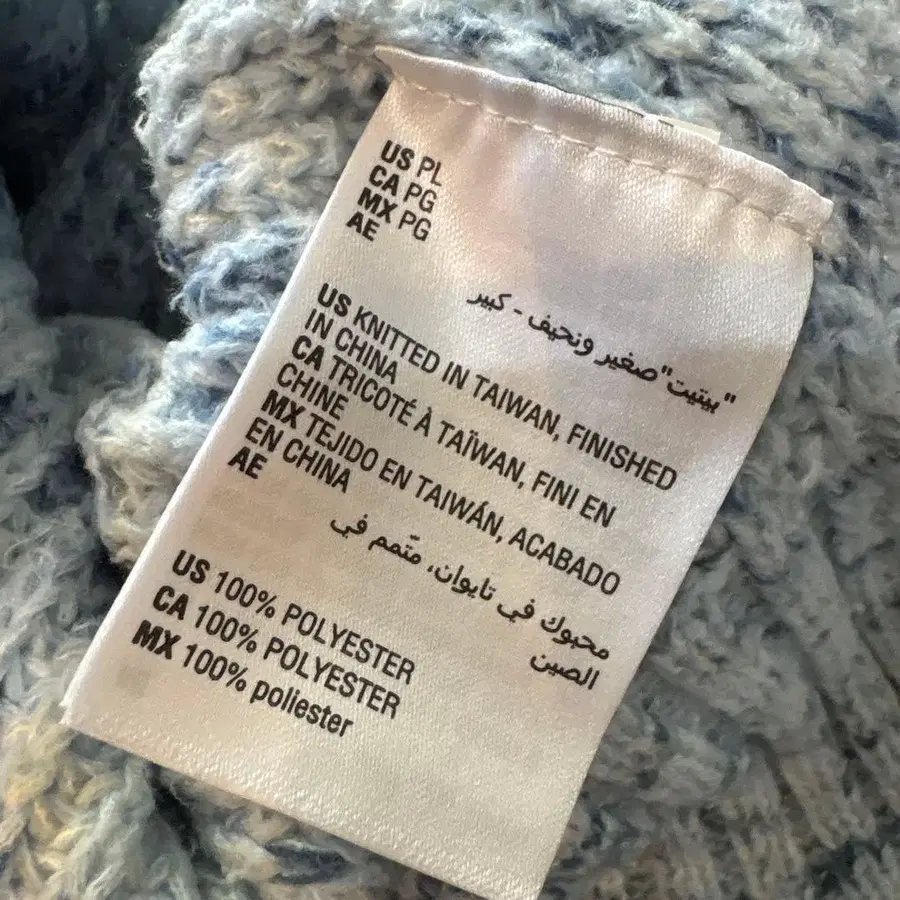 US PL
CA PG
MX PG
AE
"بيتيت" صغير ونحيف - كبير
US KNITTED IN TAIWAN, FINISHED
IN CHINA
CA TRICOTÉ À TAÏWAN, FINI EN
CHINE
MX TEJIDO EN TAIWÁN, ACABADO
EN CHINA
AE
محبوك في تايوان، متّمم في
الصين
US 100% POLYESTER
CA 100% POLYESTER
MX 100% poliester